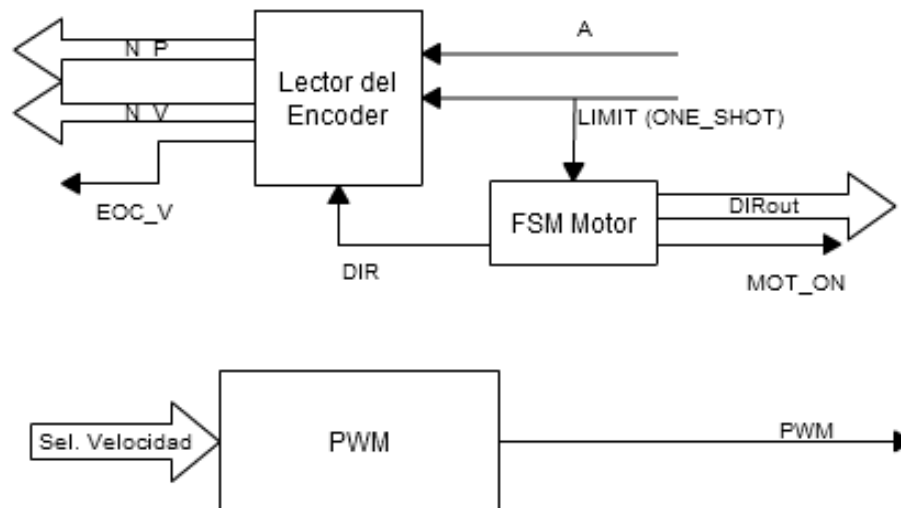 A
N_P
Lector del
Encoder
N_V
LIMIT (ONE_SHOT)
EOC_V
FSM Motor
DIRout
DIR
MOT_ON
Sel. Velocidad
PWM
PWM